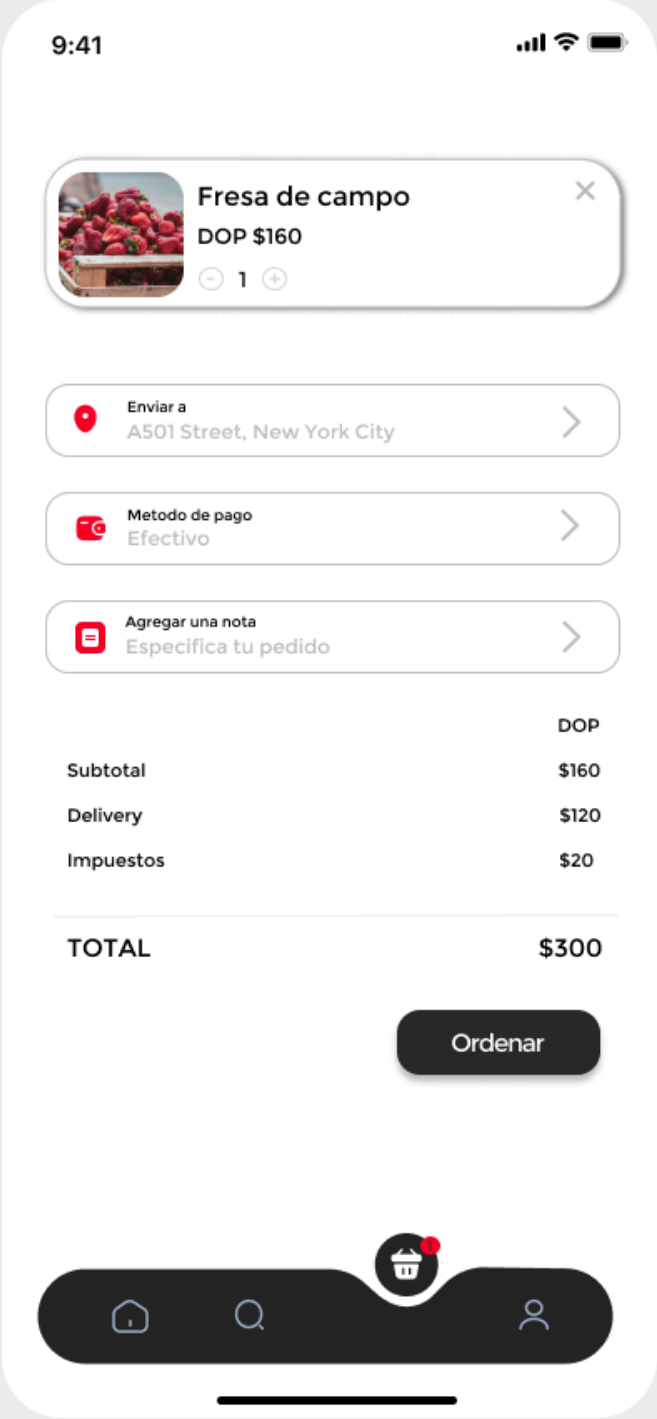 9:41
Fresa de campo
DOP $160
1
Enviar a
A501 Street, New York City
Metodo de pago
Efectivo
Agregar una nota
Especifica tu pedido
DOP
Subtotal $160
Delivery $120
Impuestos $20
TOTAL $300
Ordenar
1